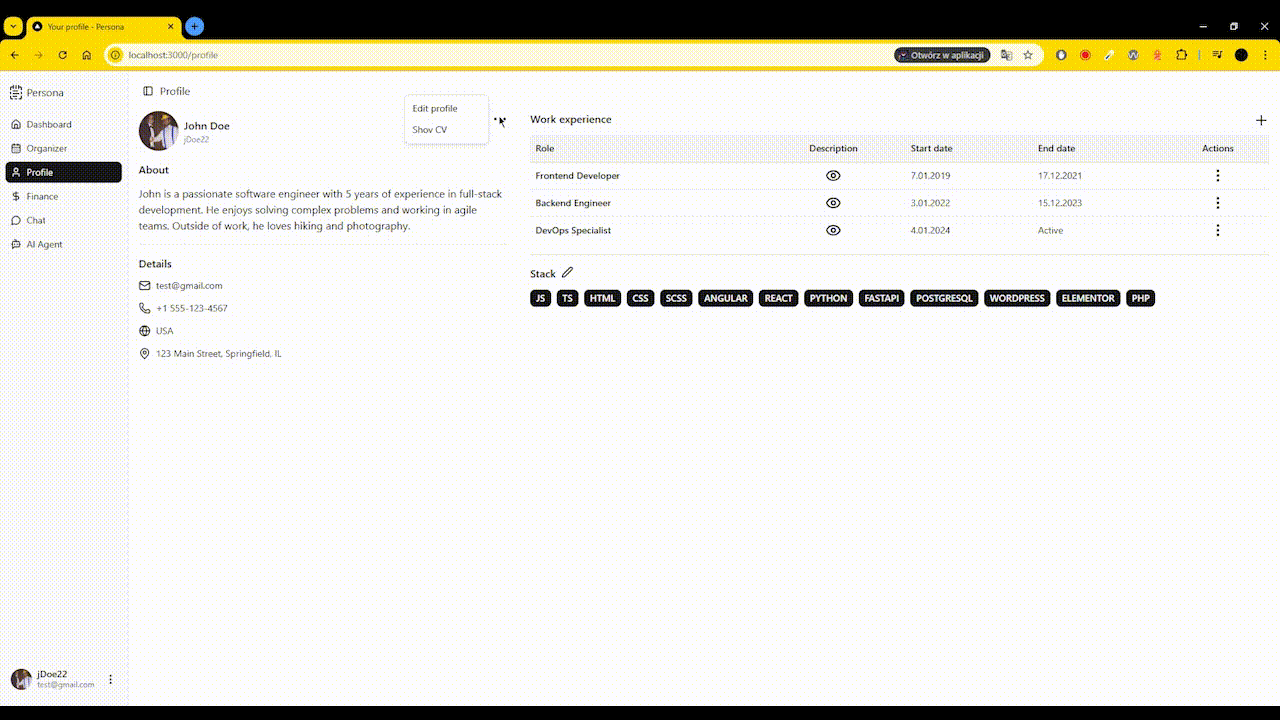 Your profile - Persona
localhost:3000/profile
Otwórz w aplikacji
Persona
Dashboard
Organizer
Profile
Finance
Chat
AI Agent
jDoe22
test@gmail.com
Profile
John Doe
jDoe22
Edit profile
Shov CV
About
John is a passionate software engineer with 5 years of experience in full-stack
development. He enjoys solving complex problems and working in agile
teams. Outside of work, he loves hiking and photography.
Details
test@gmail.com
+1 555-123-4567
USA
123 Main Street, Springfield, IL
Work experience
Role Description Start date End date Actions
Frontend Developer 7.01.2019 17.12.2021
Backend Engineer 3.01.2022 15.12.2023
DevOps Specialist 4.01.2024 Active
Stack
JS TS HTML CSS SCSS ANGULAR REACT PYTHON FASTAPI POSTGRESQL WORDPRESS ELEMENTOR PHP